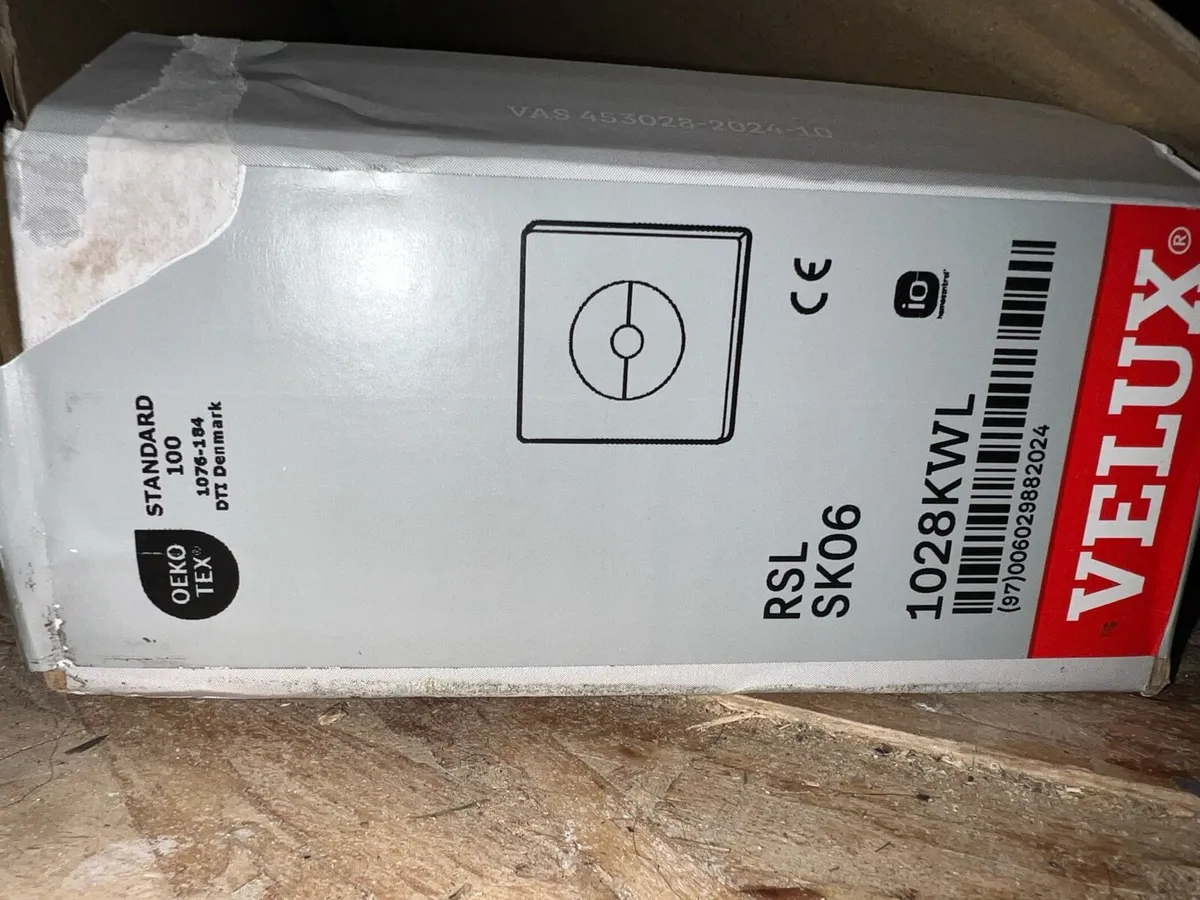 VAS 453028-2024-10
VELUX®
1028KWL
(97)00602988​2024
io homecontrol®
CE
RSL
SK06
OEKO
TEX®
STANDARD
100
1076-184
DTI Denmark